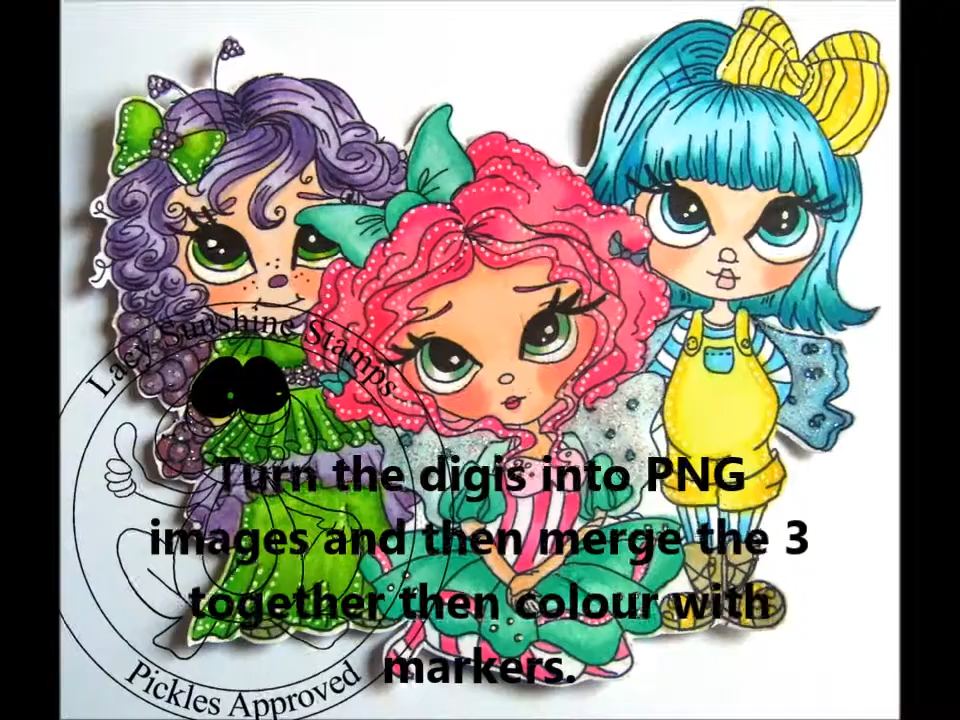 Lacy Sunshine Stamps
Turn the digis into PNG
images and then merge the 3
together then colour with
markers.
Pickles Approved